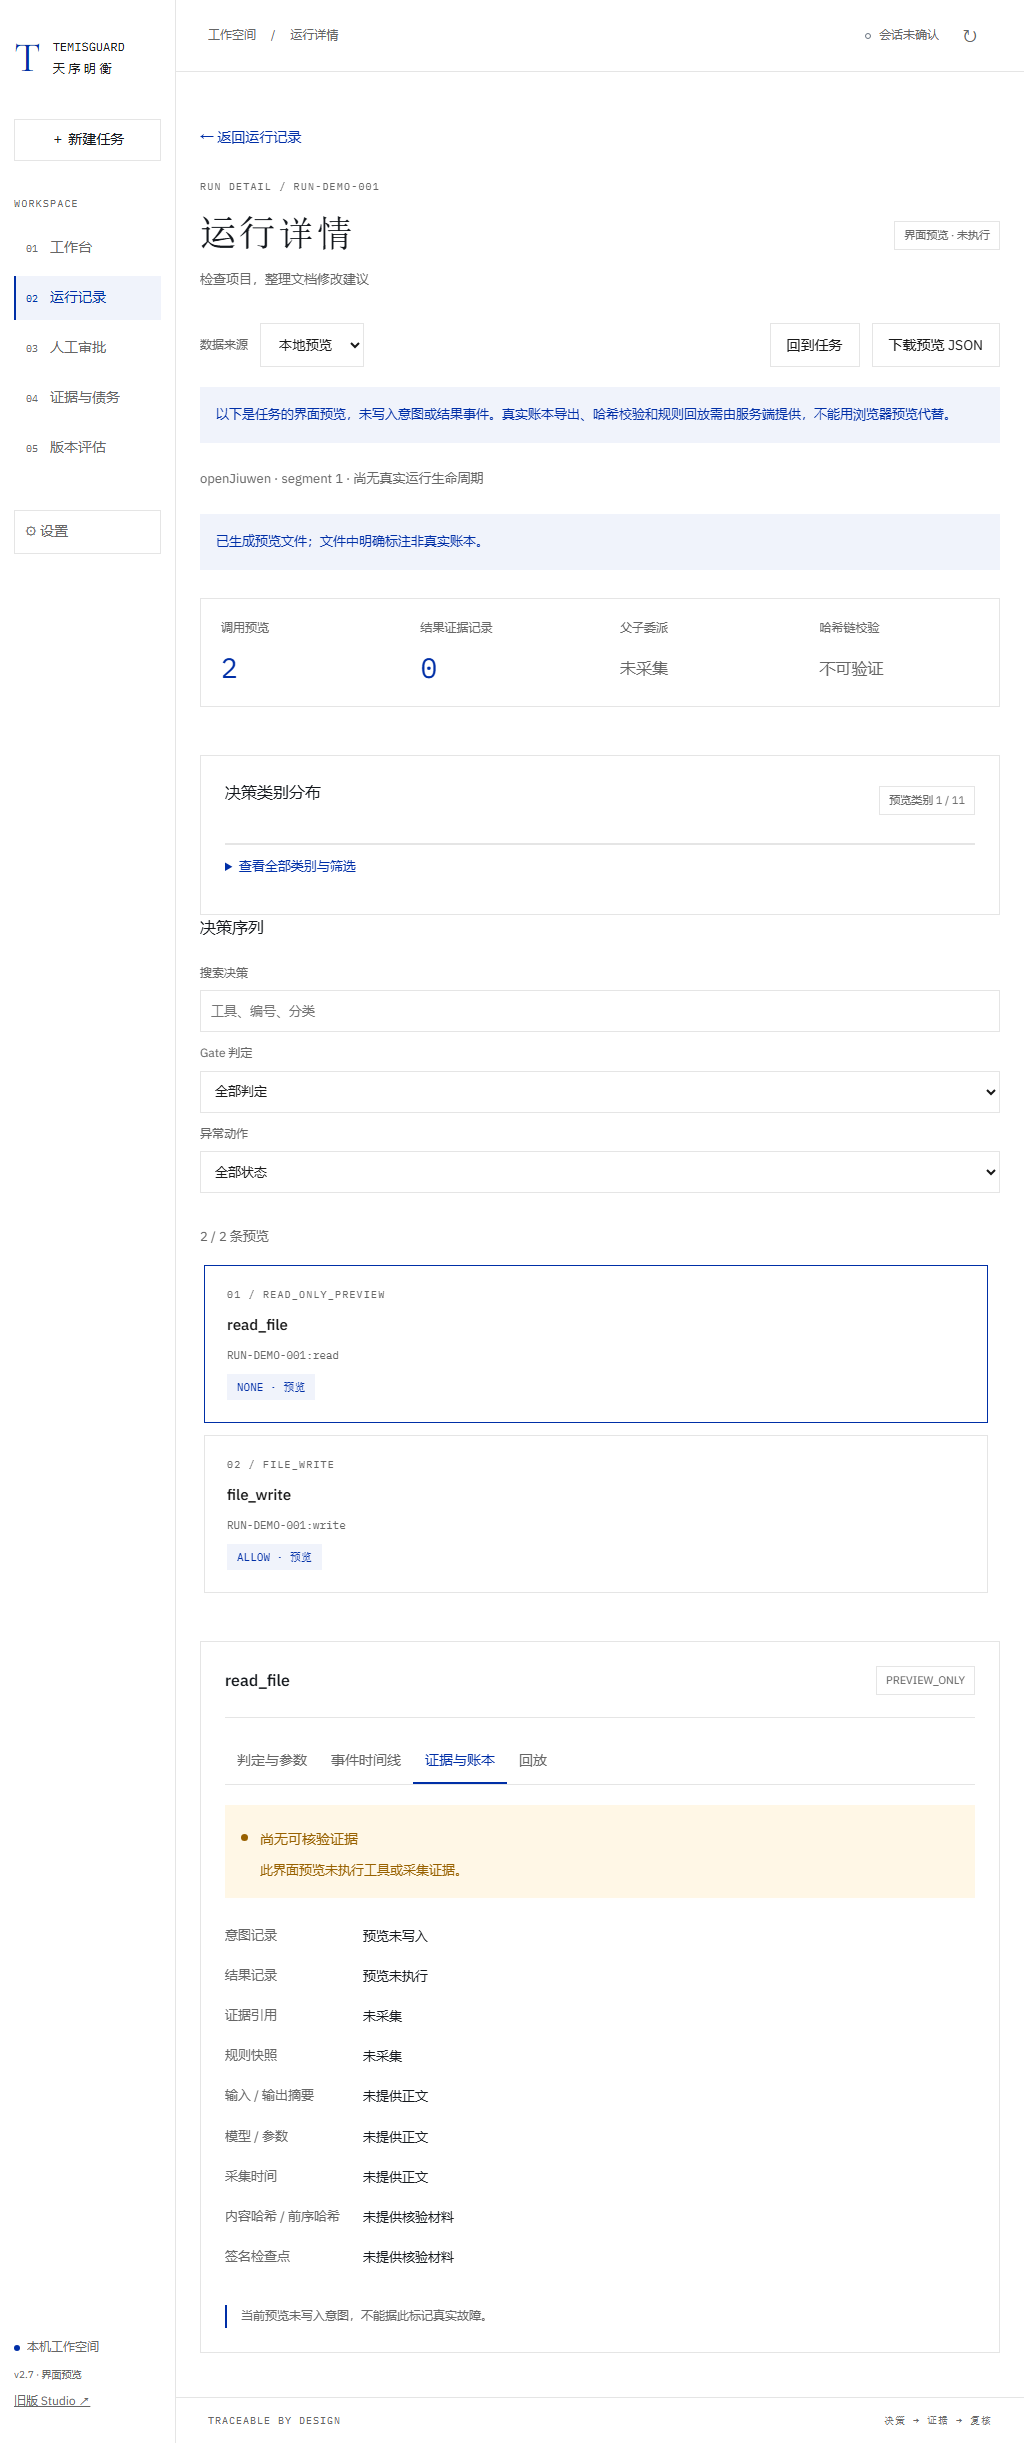 T
TEMISGUARD
天序明衡
+ 新建任务
WORKSPACE
01 工作台
02 运行记录
03 人工审批
04 证据与债务
05 版本评估
⚙ 设置
本机工作空间
v2.7 · 界面预览
旧版 Studio ↗
工作空间 / 运行详情
会话未确认 ↻
← 返回运行记录
RUN DETAIL / RUN-DEMO-001
运行详情
界面预览 · 未执行
检查项目，整理文档修改建议
数据来源 本地预览
回到任务
下载预览 JSON
以下是任务的界面预览，未写入意图或结果事件。真实账本导出、哈希校验和规则回放需由服务端提供，不能用浏览器预览代替。
openJiuwen · segment 1 · 尚无真实运行生命周期
已生成预览文件；文件中明确标注非真实账本。
调用预览
2
结果证据记录
0
父子委派
未采集
哈希链校验
不可验证
决策类别分布
预览类别 1 / 11
▶ 查看全部类别与筛选
决策序列
搜索决策
工具、编号、分类
Gate 判定
全部判定
异常动作
全部状态
2 / 2 条预览
01 / READ_ONLY_PREVIEW
read_file
RUN-DEMO-001:read
NONE · 预览
02 / FILE_WRITE
file_write
RUN-DEMO-001:write
ALLOW · 预览
read_file
PREVIEW_ONLY
判定与参数 事件时间线 证据与账本 回放
尚无可核验证据
此界面预览未执行工具或采集证据。
意图记录 预览未写入
结果记录 预览未执行
证据引用 未采集
规则快照 未采集
输入 / 输出摘要 未提供正文
模型 / 参数 未提供正文
采集时间 未提供正文
内容哈希 / 前序哈希 未提供核验材料
签名检查点 未提供核验材料
当前预览未写入意图，不能据此标记真实故障。
TRACEABLE BY DESIGN
决策 → 证据 → 复核